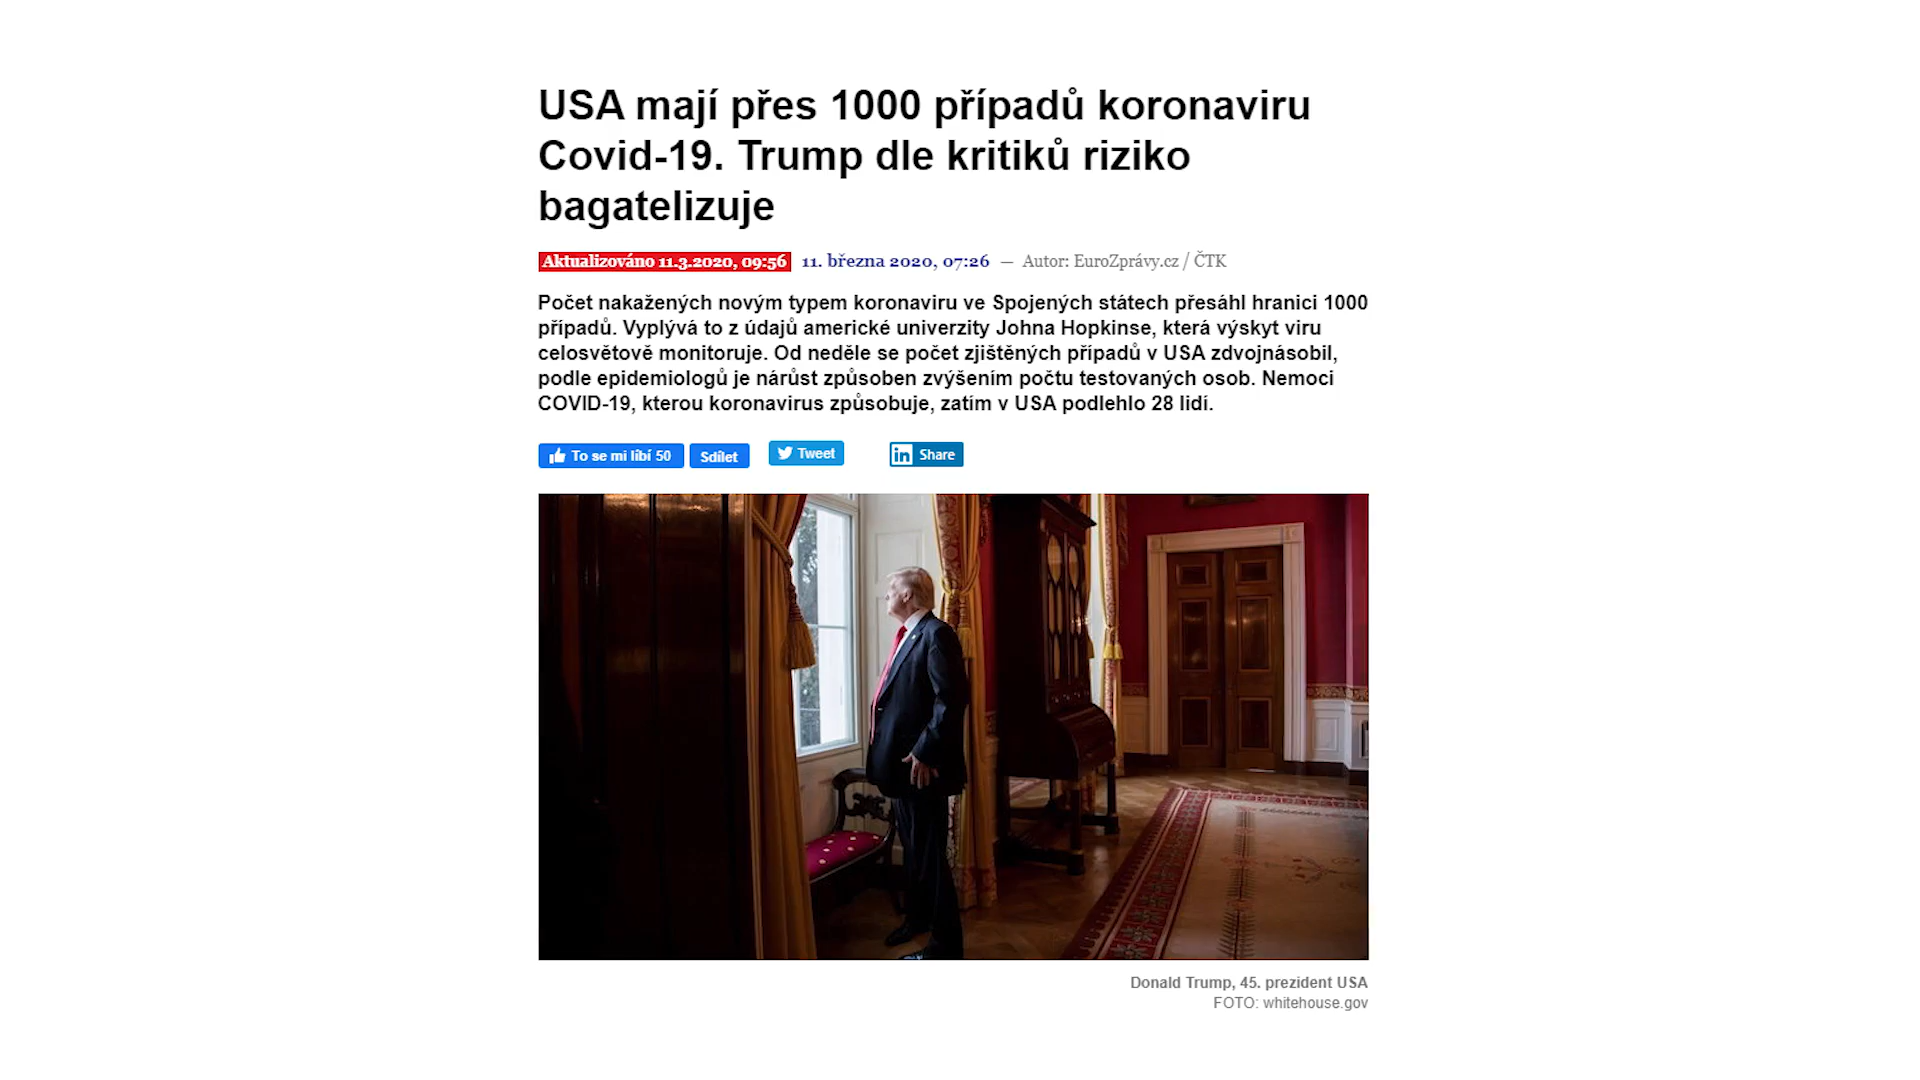 USA mají přes 1000 případů koronaviru
Covid-19. Trump dle kritiků riziko
bagatelizuje
Aktualizováno 11.3.2020, 09:56 11. března 2020, 07:26 — Autor: EuroZprávy.cz / ČTK
Počet nakažených novým typem koronaviru ve Spojených státech přesáhl hranici 1000
případů. Vyplývá to z údajů americké univerzity Johna Hopkinse, která výskyt viru
celosvětově monitoruje. Od neděle se počet zjištěných případů v USA zdvojnásobil,
podle epidemiologů je nárůst způsoben zvýšením počtu testovaných osob. Nemoci
COVID-19, kterou koronavirus způsobuje, zatím v USA podlehlo 28 lidí.
To se mi líbí 50 Sdílet Tweet in Share
Donald Trump, 45. prezident USA
FOTO: whitehouse.gov